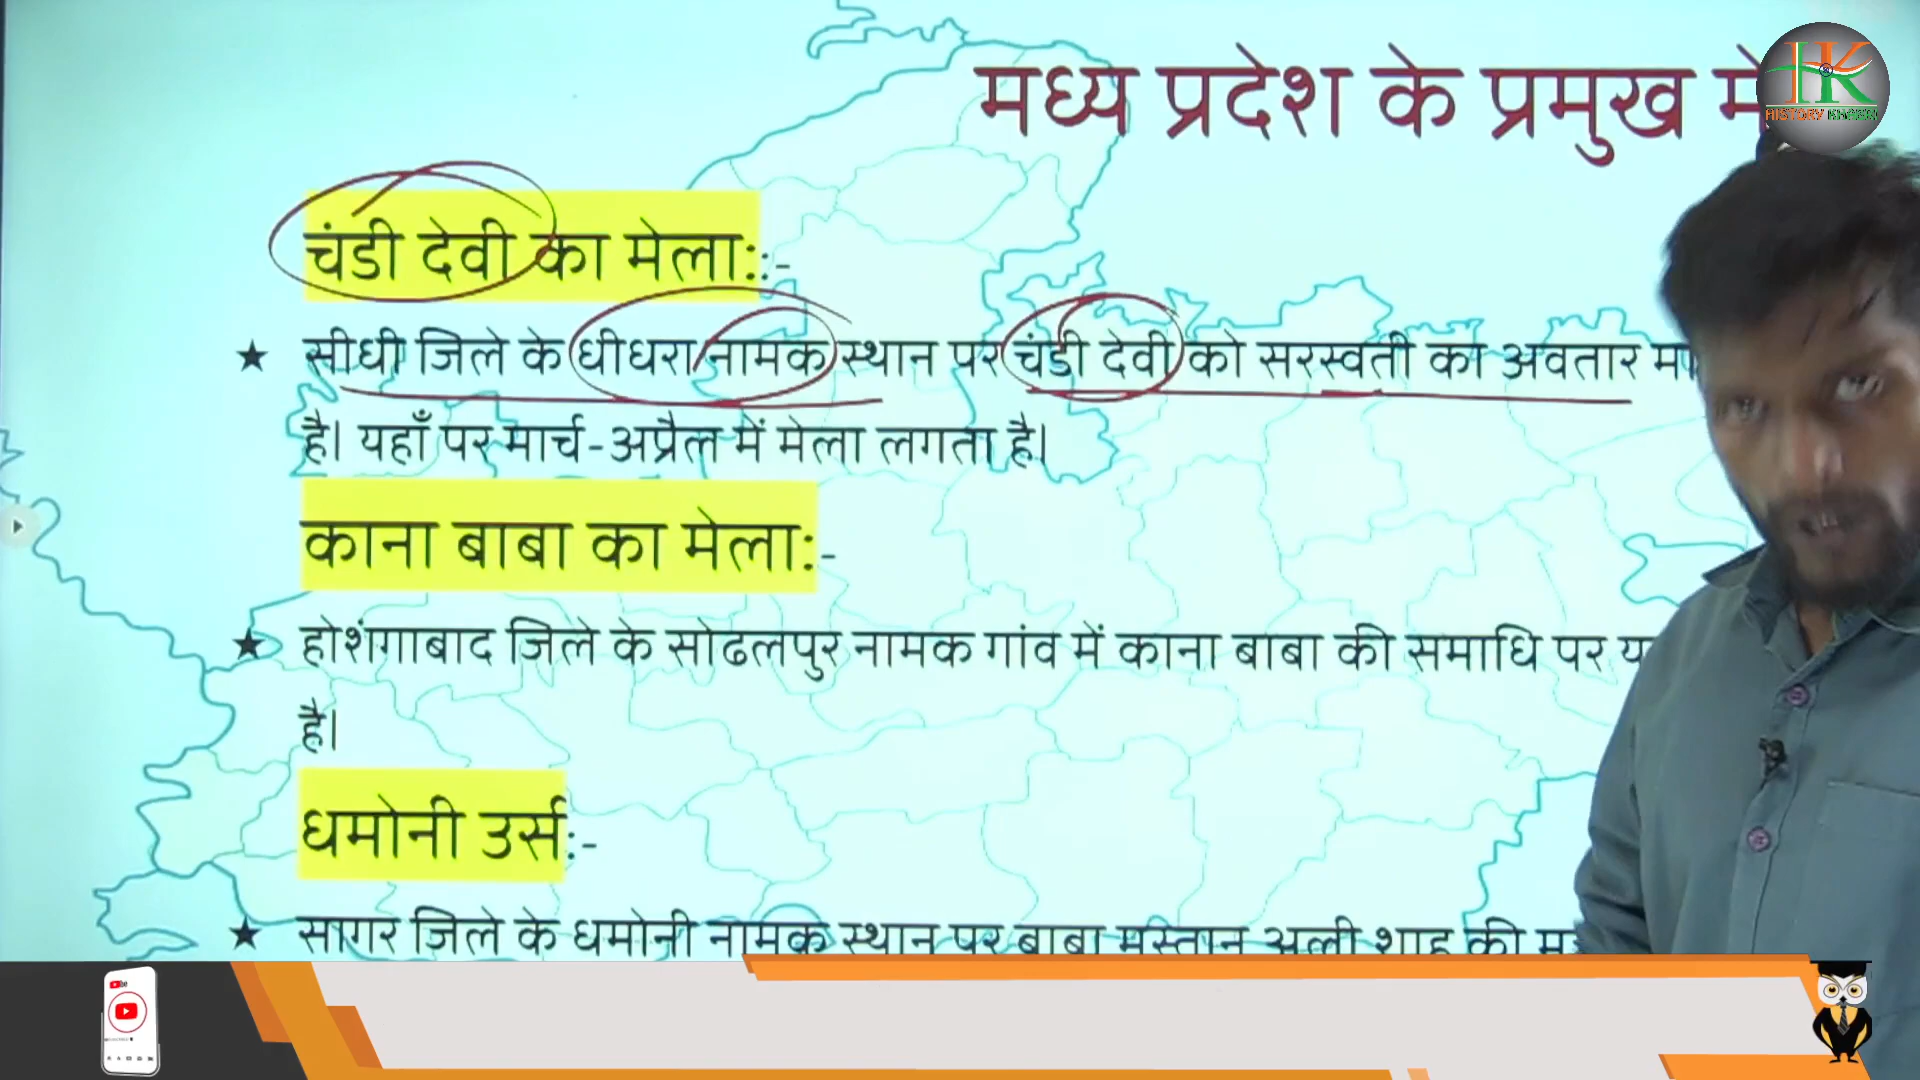 मध्य प्रदेश के प्रमुख
HISTORY
चंडी देवी का मेला::-
★ सीधी जिले के धीधरा नामक स्थान पर चंडी देवी को सरस्वती का अवतार
है। यहाँ पर मार्च-अप्रैल में मेला लगता है।
काना बाबा का मेला:-
★ होशंगाबाद जिले के सोढलपुर नामक गांव में काना बाबा की समाधि पर
है।
धमोनी उर्स:-
★ सागर जिले के धमोनी नामक स्थान पर बाबा मस्तान अली शाह की